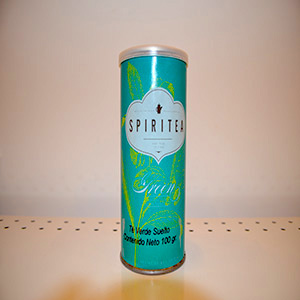 SPIRITEA
Green
Té Verde Suelto
Contenido Neto 100 gr